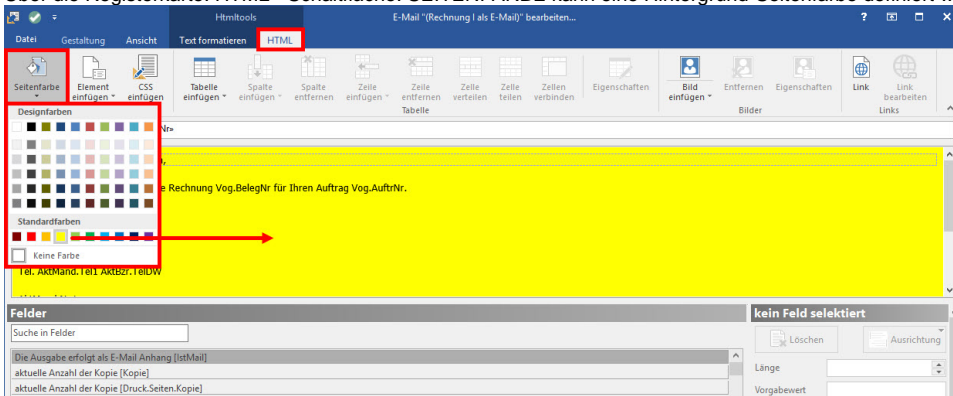 Über die Registerkarte: HTML - Schaltfläche: SEITENFARBE kann eine Hintergrund Seitenfarbe definiert
Htmltools
E-Mail "(Rechnung I als E-Mail)" bearbeiten...
Datei Gestaltung Ansicht Text formatieren HTML
Seitenfarbe
Element einfügen
CSS einfügen
Tabelle einfügen
Spalte einfügen
Spalte entfernen
Zeile einfügen
Zeile entfernen
Zeile verteilen
Zelle teilen
Zellen verbinden
Eigenschaften
Bild einfügen
Entfernen
Eigenschaften
Link
Link bearbeiten
Tabelle
Bilder
Links
Designfarben
Nr»
e Rechnung Vog.BelegNr für Ihren Auftrag Vog.AuftrNr.
Standardfarben
Keine Farbe
Tel. AktMand.Tel1 AktBzr.TelDW
Felder
kein Feld selektiert
Suche in Felder
Löschen
Ausrichtung
Die Ausgabe erfolgt als E-Mail Anhang [IstMail]
aktuelle Anzahl der Kopie [Kopie]
Länge
aktuelle Anzahl der Kopie [Druck.Seiten.Kopie]
Vorgabewert